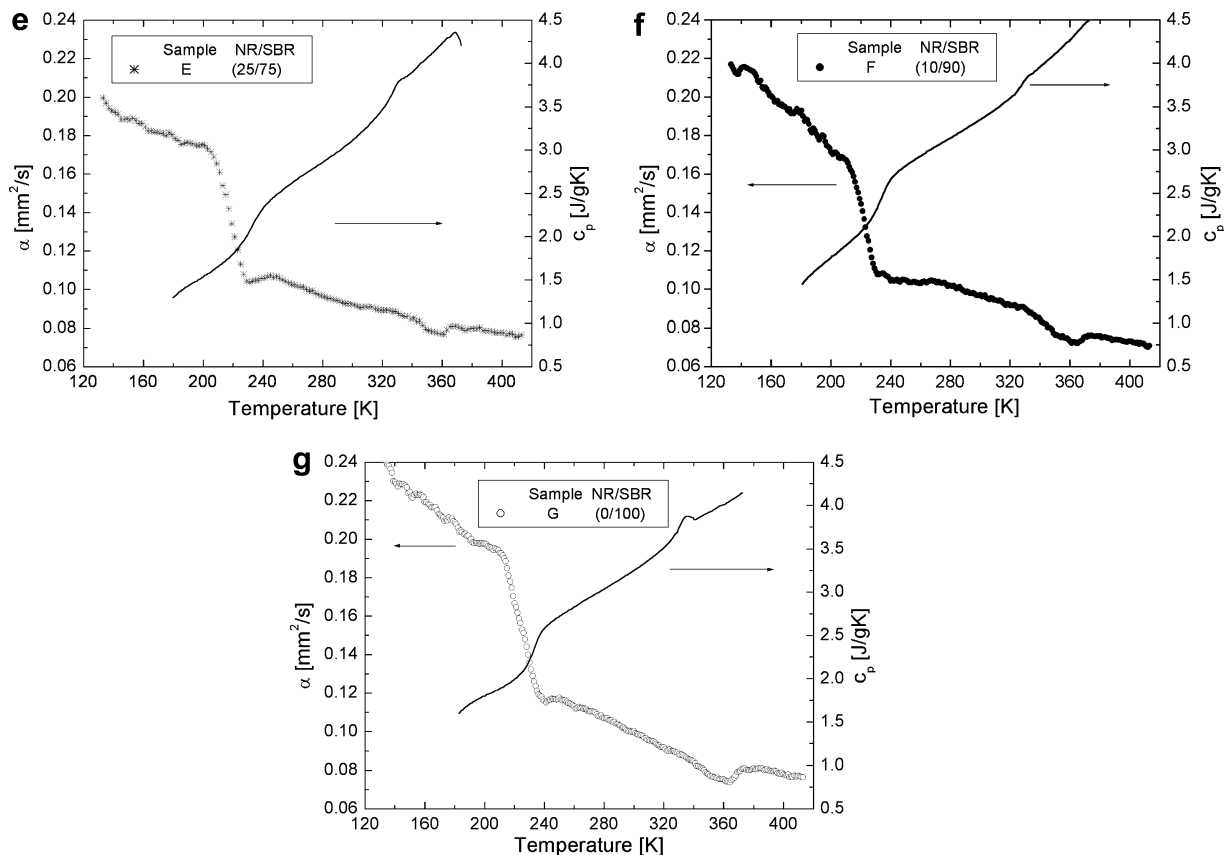 e
Sample NR/SBR
E (25/75)
0.24
0.22
0.20
0.18
0.16
0.14
0.12
0.10
0.08
0.06
α [mm²/s]
4.5
4.0
3.5
3.0
2.5
2.0
1.5
1.0
0.5
c_p [J/gK]
120 160 200 240 280 320 360 400
Temperature [K]
f
Sample NR/SBR
F (10/90)
0.24
0.22
0.20
0.18
0.16
0.14
0.12
0.10
0.08
0.06
α [mm²/s]
4.5
4.0
3.5
3.0
2.5
2.0
1.5
1.0
0.5
c_p [J/gK]
120 160 200 240 280 320 360 400
Temperature [K]
g
Sample NR/SBR
G (0/100)
0.24
0.22
0.20
0.18
0.16
0.14
0.12
0.10
0.08
0.06
α [mm²/s]
4.5
4.0
3.5
3.0
2.5
2.0
1.5
1.0
0.5
c_p [J/gK]
120 160 200 240 280 320 360 400
Temperature [K]